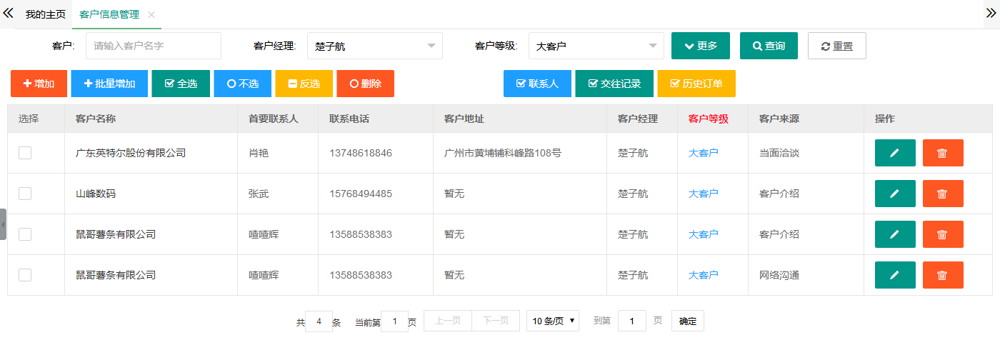 我的主页 客户信息管理
客户: 请输入客户名字 客户经理: 楚子航 客户等级: 大客户 更多 查询 重置
增加 批量增加 全选 不选 反选 删除 联系人 交往记录 历史订单
选择 客户名称 首要联系人 联系电话 客户地址 客户经理 客户等级 客户来源 操作
广东英特尔股份有限公司 肖艳 13748618846 广州市黄埔铺科峰路108号 楚子航 大客户 当面洽谈
山峰数码 张武 15768494485 暂无 楚子航 大客户 客户介绍
鼠哥薯条有限公司 喳喳辉 13588538383 暂无 楚子航 大客户 客户介绍
鼠哥薯条有限公司 喳喳辉 13588538383 暂无 楚子航 大客户 网络沟通
共 4 条 当前第 1 页 上一页 下一页 10 条/页 到第 1 页 确定